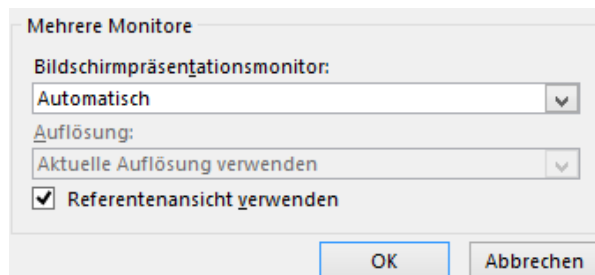 Mehrere Monitore
Bildschirmpräsentationsmonitor:
Automatisch
Auflösung:
Aktuelle Auflösung verwenden
Referentenansicht verwenden
OK Abbrechen